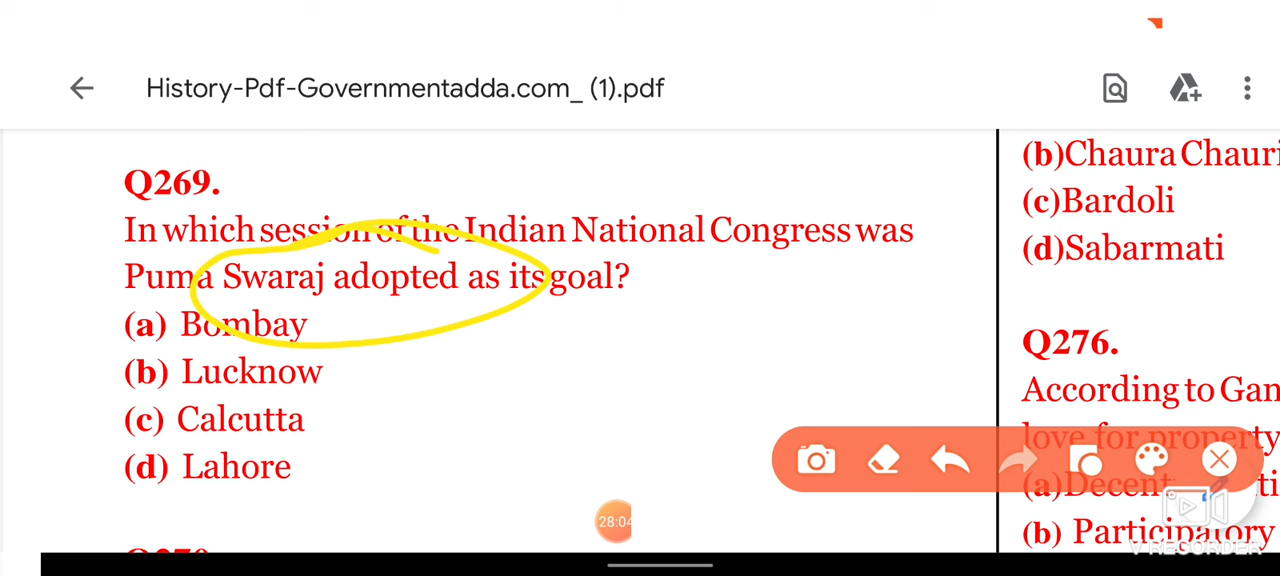 History-Pdf-Governmentadda.com_ (1).pdf
Q269.
In which session of the Indian National Congress was
Puma Swaraj adopted as its goal?
(a) Bombay
(b) Lucknow
(c) Calcutta
(d) Lahore
28:04
(b)Chaura Chauri
(c)Bardoli
(d)Sabarmati
Q276.
According to Gan
love for property
(a)Decent
(b) Participatory
V RECORDER